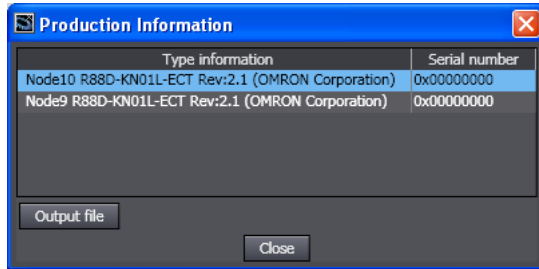 Production Information
Type information Serial number
Node10 R88D-KN01L-ECT Rev:2.1 (OMRON Corporation) 0x00000000
Node9 R88D-KN01L-ECT Rev:2.1 (OMRON Corporation) 0x00000000
Output file
Close